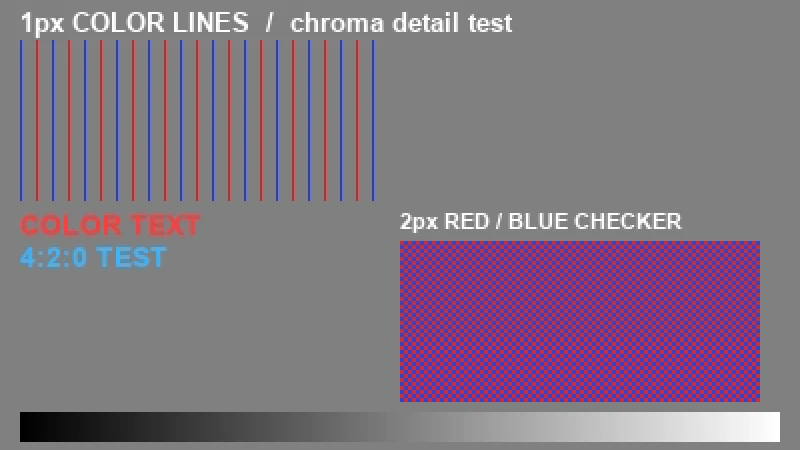 1px COLOR LINES / chroma detail test
COLOR TEXT
4:2:0 TEST
2px RED / BLUE CHECKER